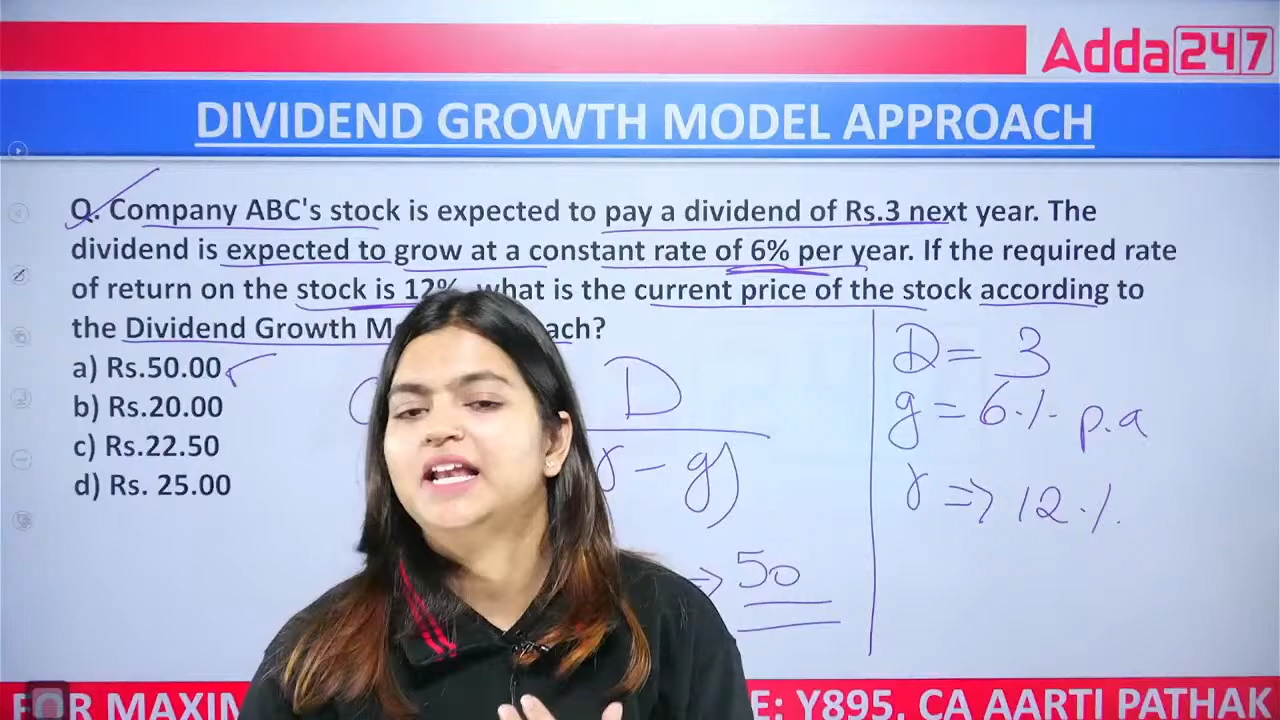 Adda247
DIVIDEND GROWTH MODEL APPROACH
Q. Company ABC's stock is expected to pay a dividend of Rs.3 next year. The
dividend is expected to grow at a constant rate of 6% per year. If the required rate
of return on the stock is 12%, what is the current price of the stock according to
the Dividend Growth M ach?
a) Rs.50.00
b) Rs.20.00
c) Rs.22.50
d) Rs. 25.00
D
r - g)
=> 50
D = 3
g = 6% p.a
r => 12%
FOR MAXIM E: Y895, CA AARTI PATHAK